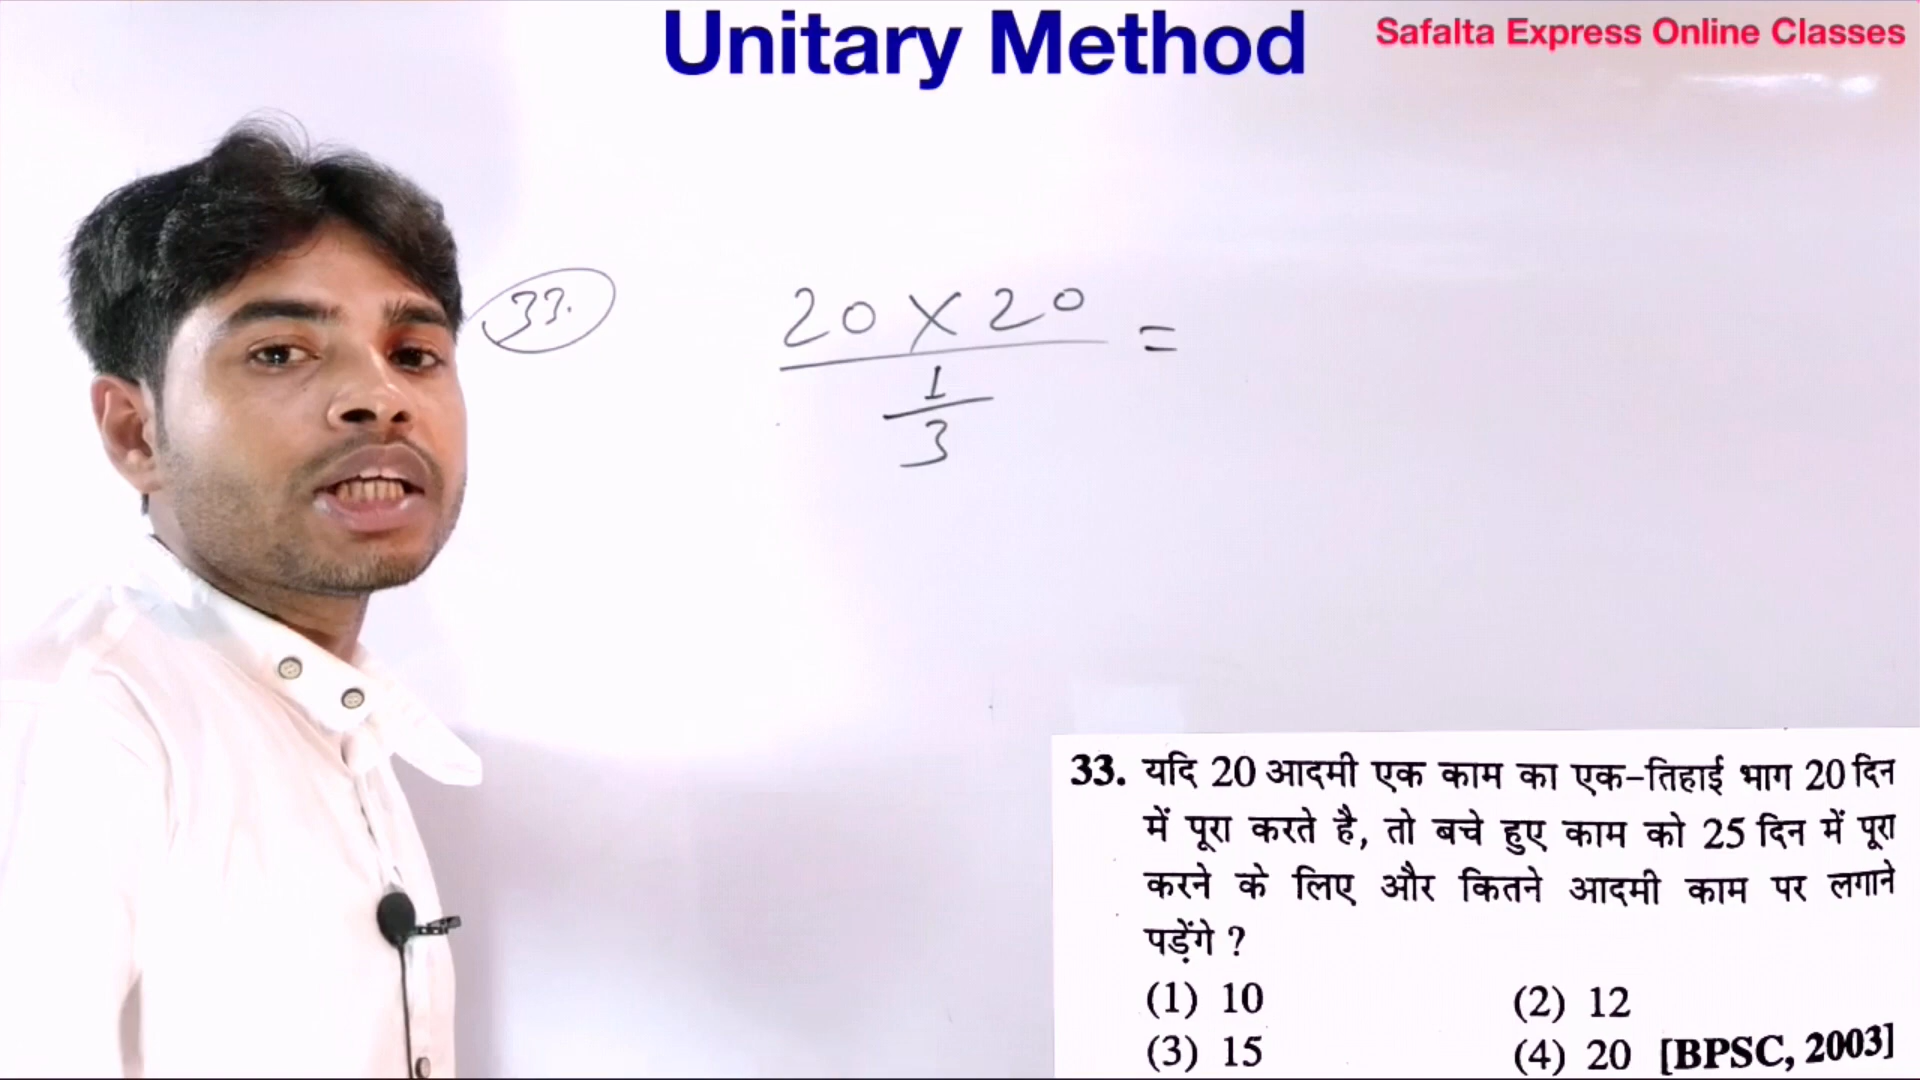 Unitary Method
Safalta Express Online Classes
33.
20 × 20 =
1
3
33. यदि 20 आदमी एक काम का एक-तिहाई भाग 20 दिन
में पूरा करते है, तो बचे हुए काम को 25 दिन में पूरा
करने के लिए और कितने आदमी काम पर लगाने
पड़ेंगे ?
(1) 10 (2) 12
(3) 15 (4) 20 [BPSC, 2003]